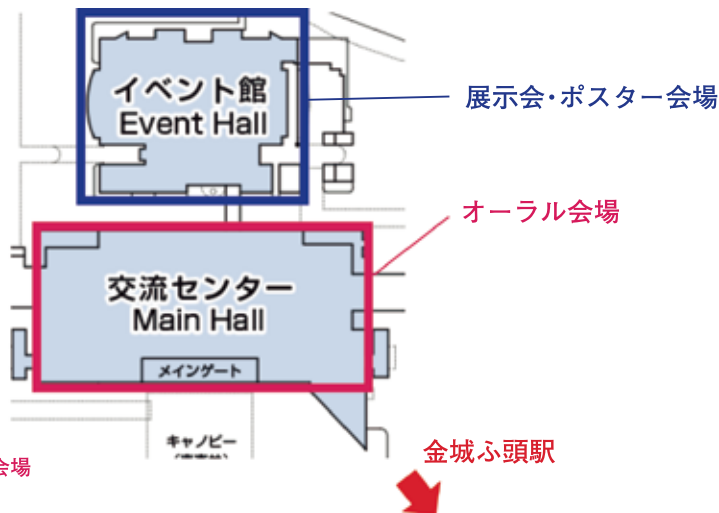 イベント館
Event Hall
展示会・ポスター会場
オーラル会場
交流センター
Main Hall
メインゲート
キャノピー
金城ふ頭駅
会場